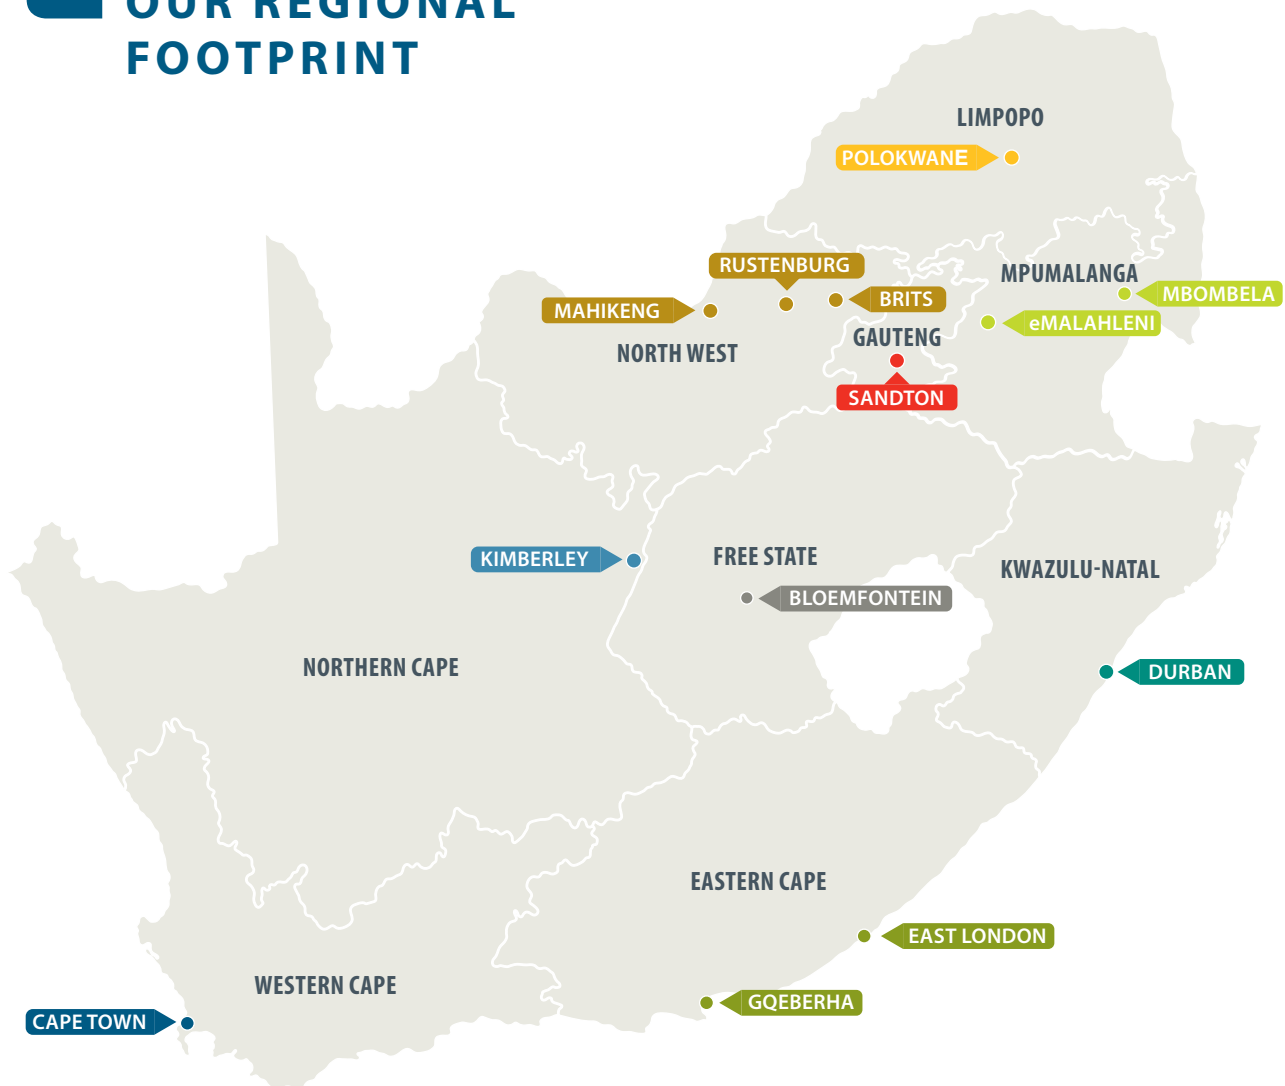 OUR REGIONAL
FOOTPRINT
LIMPOPO
POLOKWANE
RUSTENBURG
MPUMALANGA
MBOMBELA
BRITS
MAHIKENG
eMALAHLENI
GAUTENG
NORTH WEST
SANDTON
FREE STATE
KIMBERLEY
KWAZULU-NATAL
BLOEMFONTEIN
NORTHERN CAPE
DURBAN
EASTERN CAPE
EAST LONDON
WESTERN CAPE
GQEBERHA
CAPE TOWN